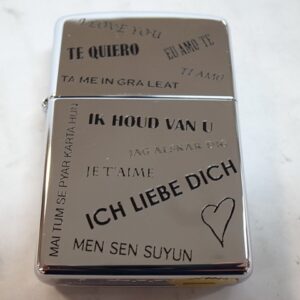 I LOVE YOU
TE QUIERO
EU AMO TE
TI AMO
TA ME IN GRA LEAT
IK HOUD VAN U
JAG ALSKAR DIG
JE T'AIME
ICH LIEBE DICH
MAI TUM SE PYAR KARTA HUN
MEN SEN SUYUN